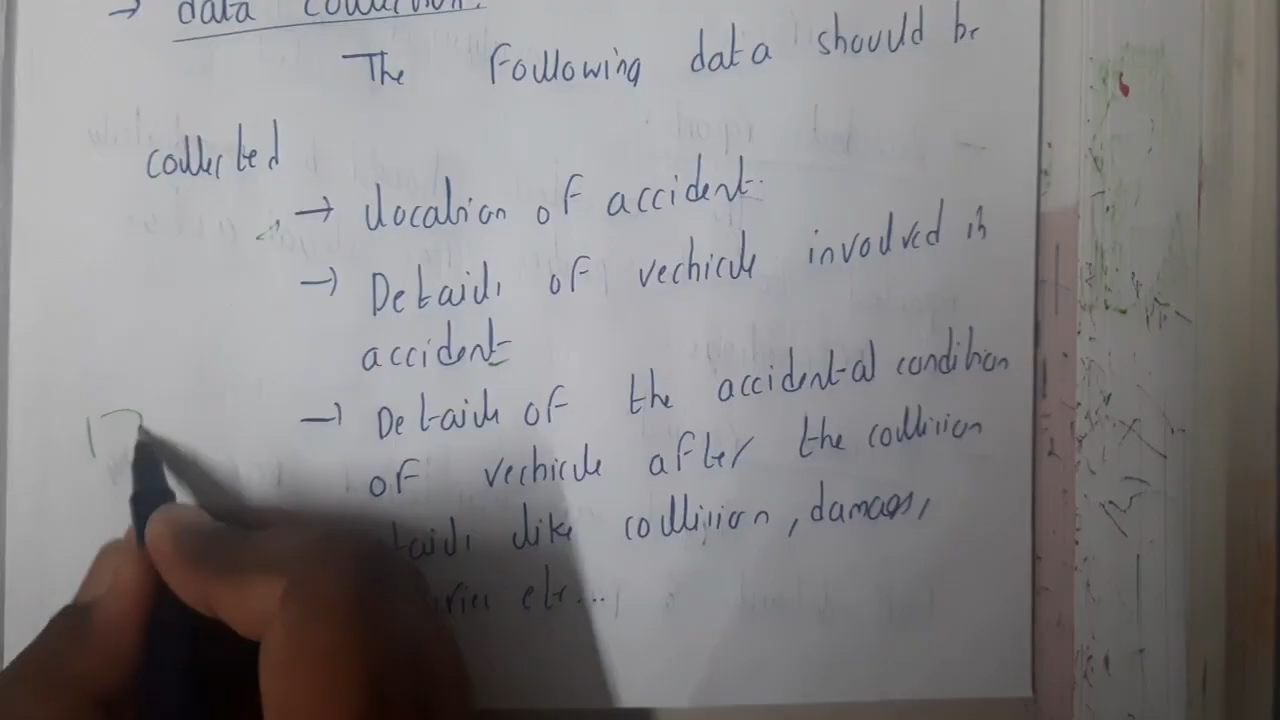 → data collection.
The following data should be
collected
→ Location of accident.
→ Details of vechicle involved in
accident
→ Details of the accidental condition
of vechicle after the collision
like collision, damages,
etc...